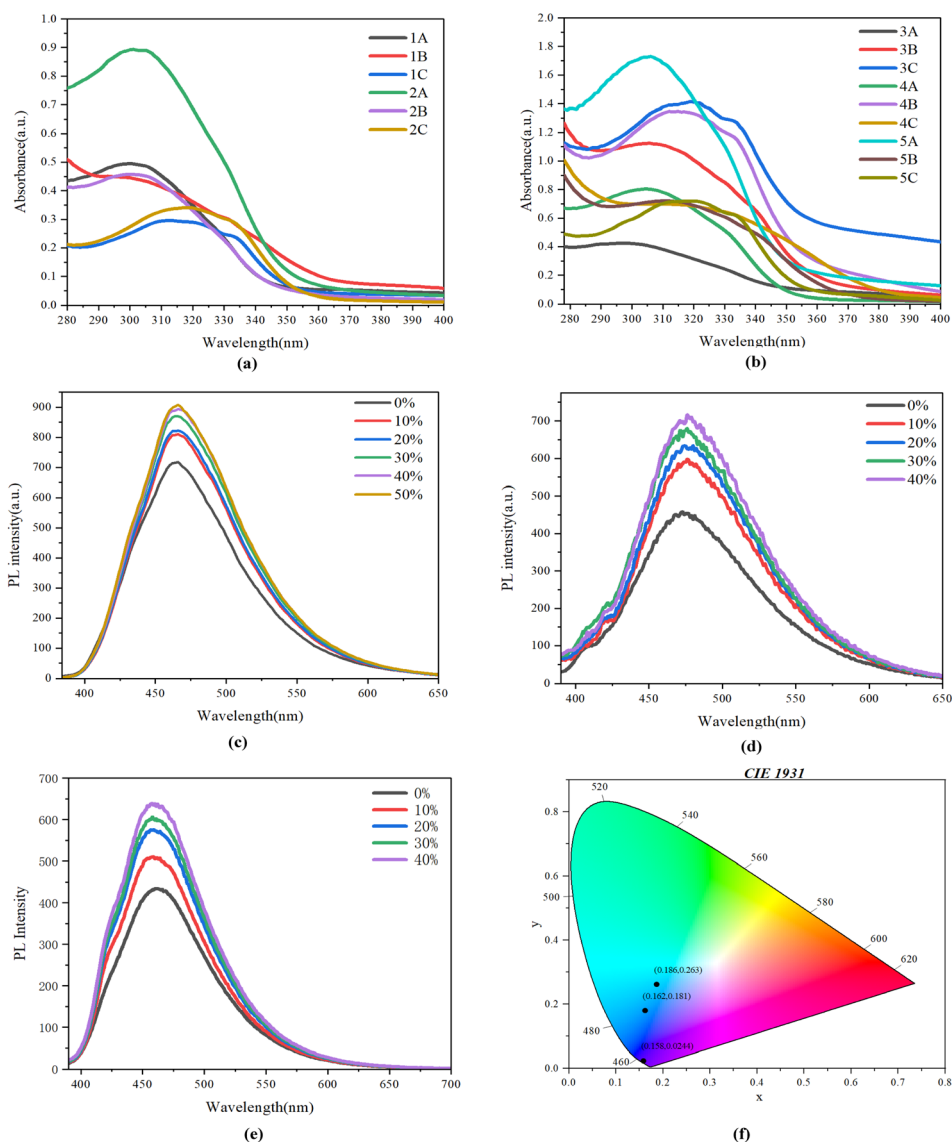 1.0
0.9
0.8
0.7
0.6
0.5
0.4
0.3
0.2
0.1
0.0
Absorbance(a.u.)
1A
1B
1C
2A
2B
2C
280 300 320 340 360 380 400
Wavelength(nm)
(a)
2.0
1.8
1.6
1.4
1.2
1.0
0.8
0.6
0.4
0.2
0.0
Absorbance(a.u.)
3A
3B
3C
4A
4B
4C
5A
5B
5C
280 290 300 310 320 330 340 350 360 370 380 390 400
Wavelength(nm)
(b)
900
800
700
600
500
400
300
200
100
0
PL intensity(a.u.)
0%
10%
20%
30%
40%
50%
400 450 500 550 600 650
Wavelength(nm)
(c)
700
600
500
400
300
200
100
0
PL intensity(a.u.)
0%
10%
20%
30%
40%
400 450 500 550 600 650
Wavelength(nm)
(d)
700
600
500
400
300
200
100
0
PL Intensity
0%
10%
20%
30%
40%
400 450 500 550 600 650 700
Wavelength(nm)
(e)
CIE 1931
0.8
0.6
0.4
0.2
0.0
y
520
540
560
580
600
620
500
480
460
(0.186,0.263)
(0.162,0.181)
(0.158,0.0244)
0.0 0.1 0.2 0.3 0.4 0.5 0.6 0.7 0.8
x
(f)